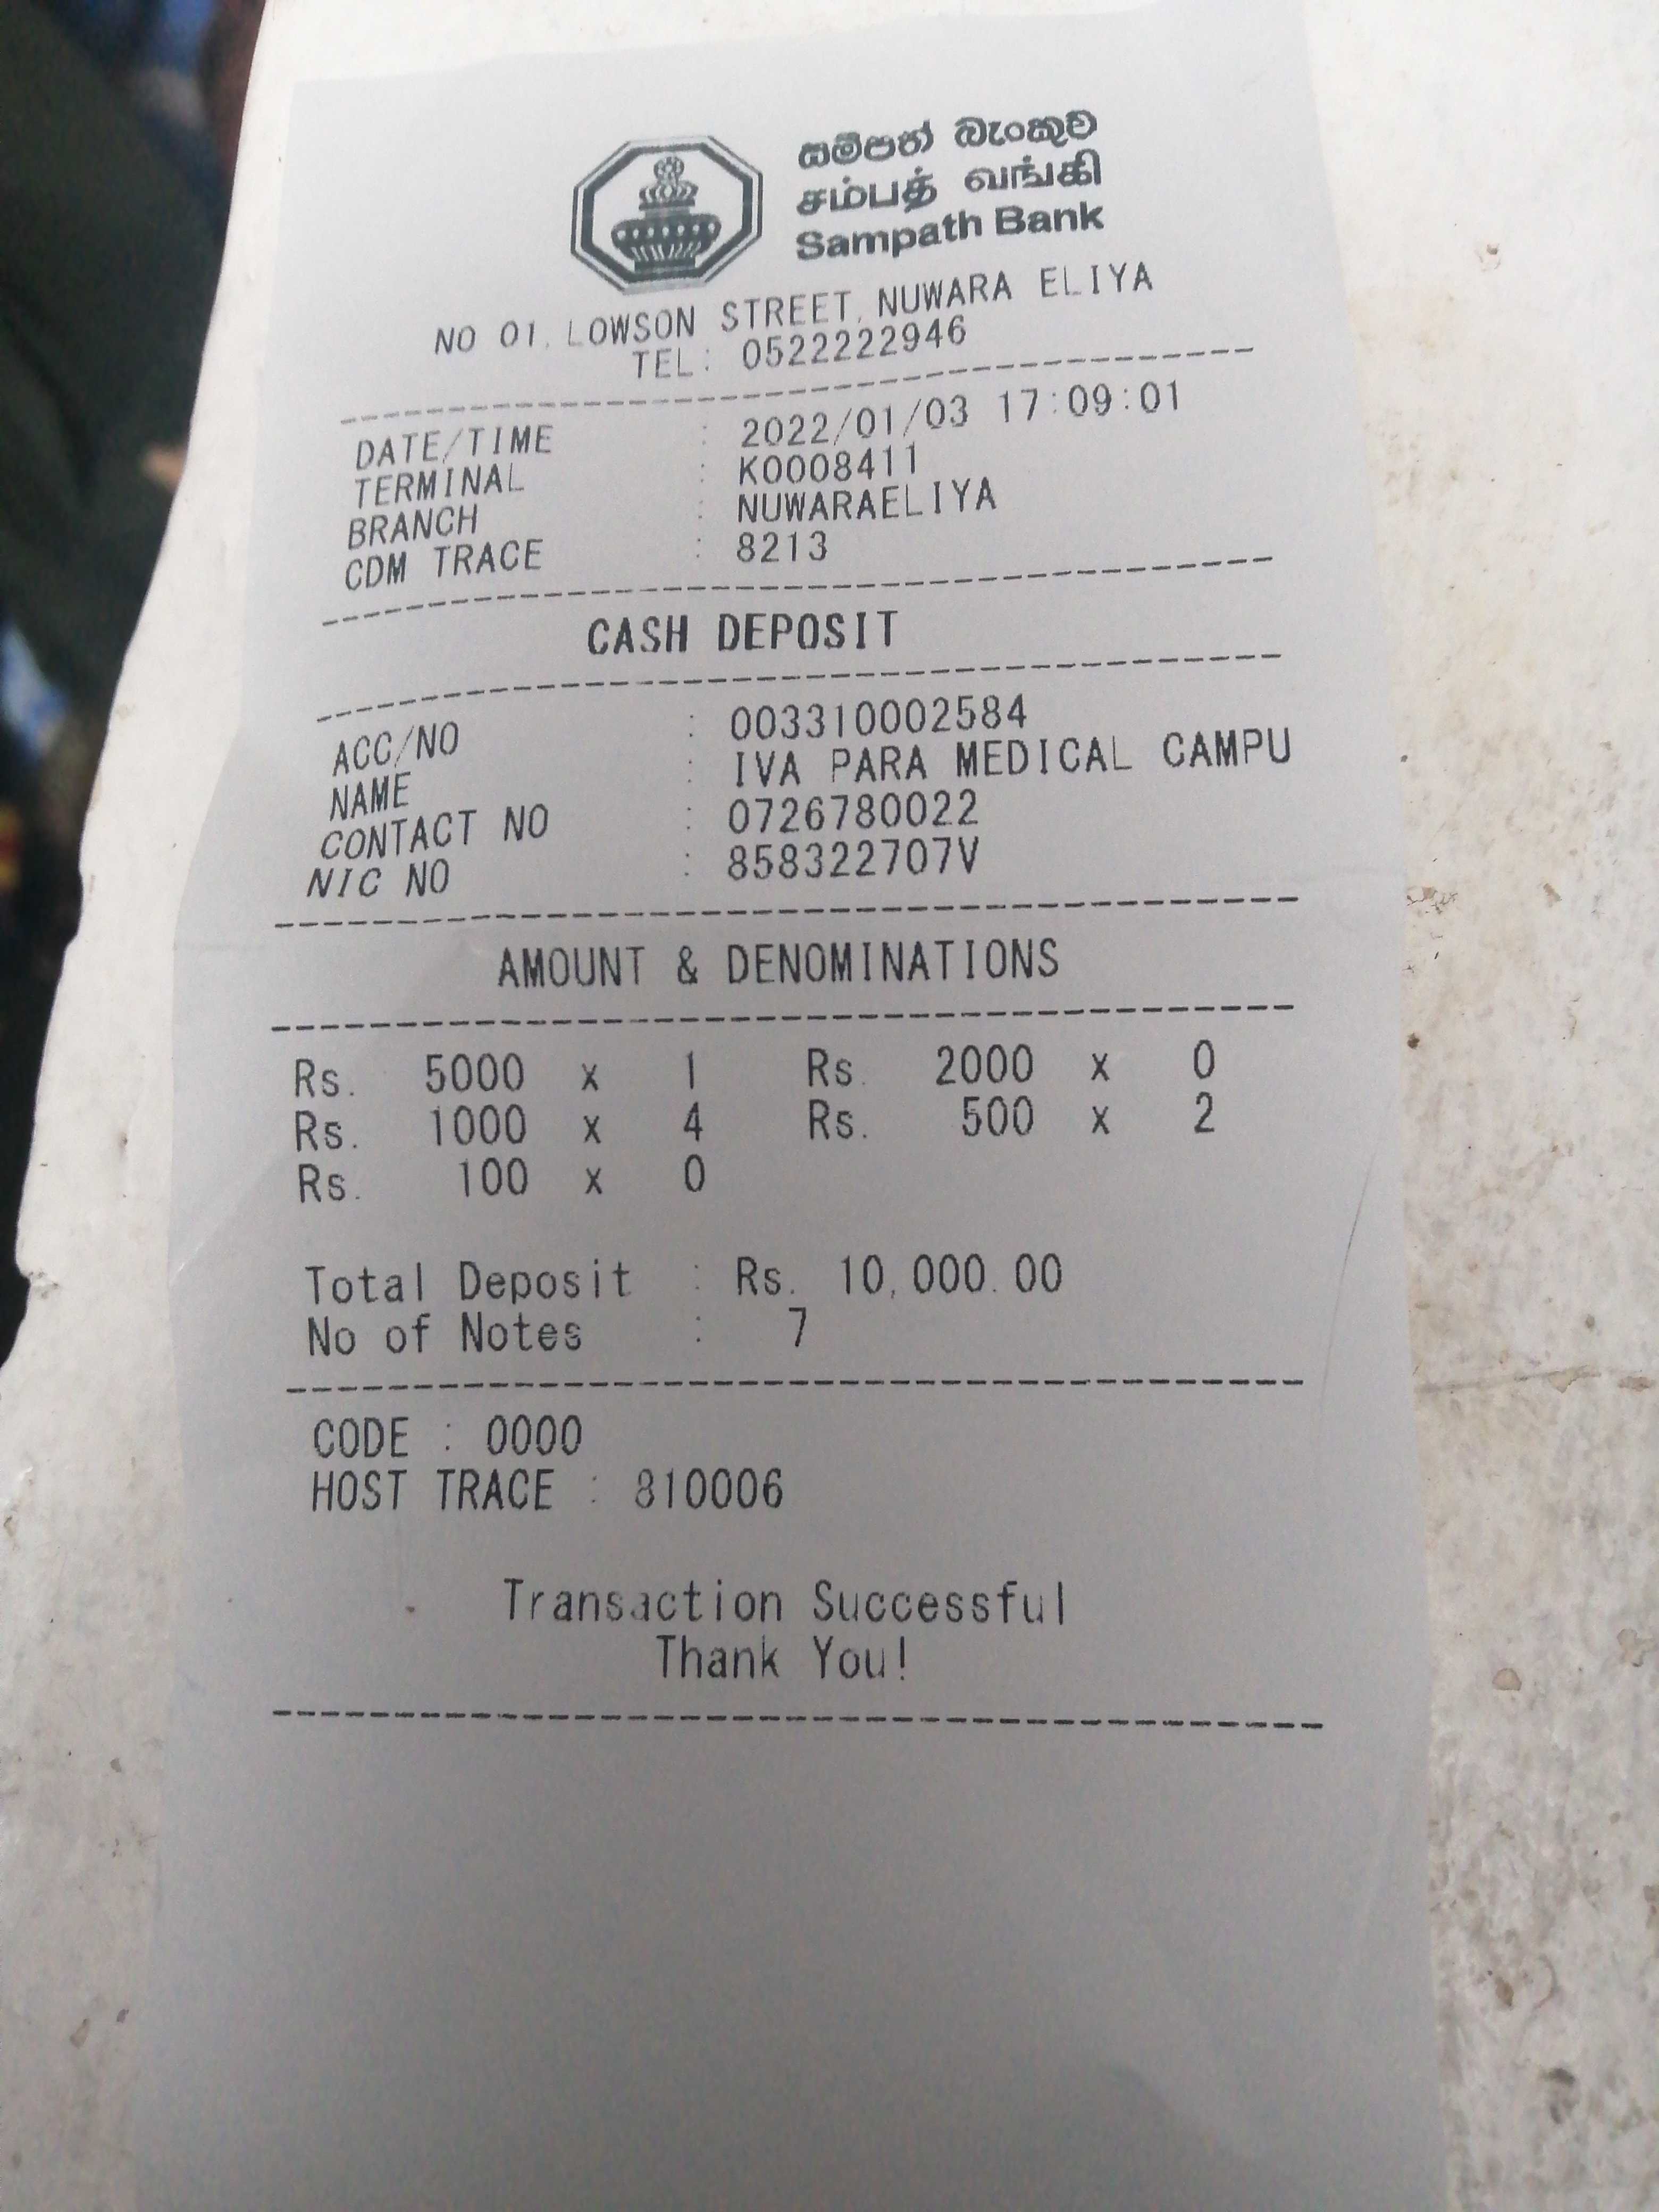 සම්පත් බැංකුව
சம்பத் வங்கி
Sampath Bank
NO 01, LOWSON STREET, NUWARA ELIYA
TEL: 0522222946
DATE/TIME : 2022/01/03 17:09:01
TERMINAL : K0008411
BRANCH : NUWARAELIYA
CDM TRACE : 8213
CASH DEPOSIT
ACC/NO : 003310002584
NAME : IVA PARA MEDICAL CAMPU
CONTACT NO : 0726780022
NIC NO : 858322707V
AMOUNT & DENOMINATIONS
Rs. 5000 x 1 Rs. 2000 x 0
Rs. 1000 x 4 Rs. 500 x 2
Rs. 100 x 0
Total Deposit : Rs. 10,000.00
No of Notes : 7
CODE : 0000
HOST TRACE : 810006
Transaction Successful
Thank You!